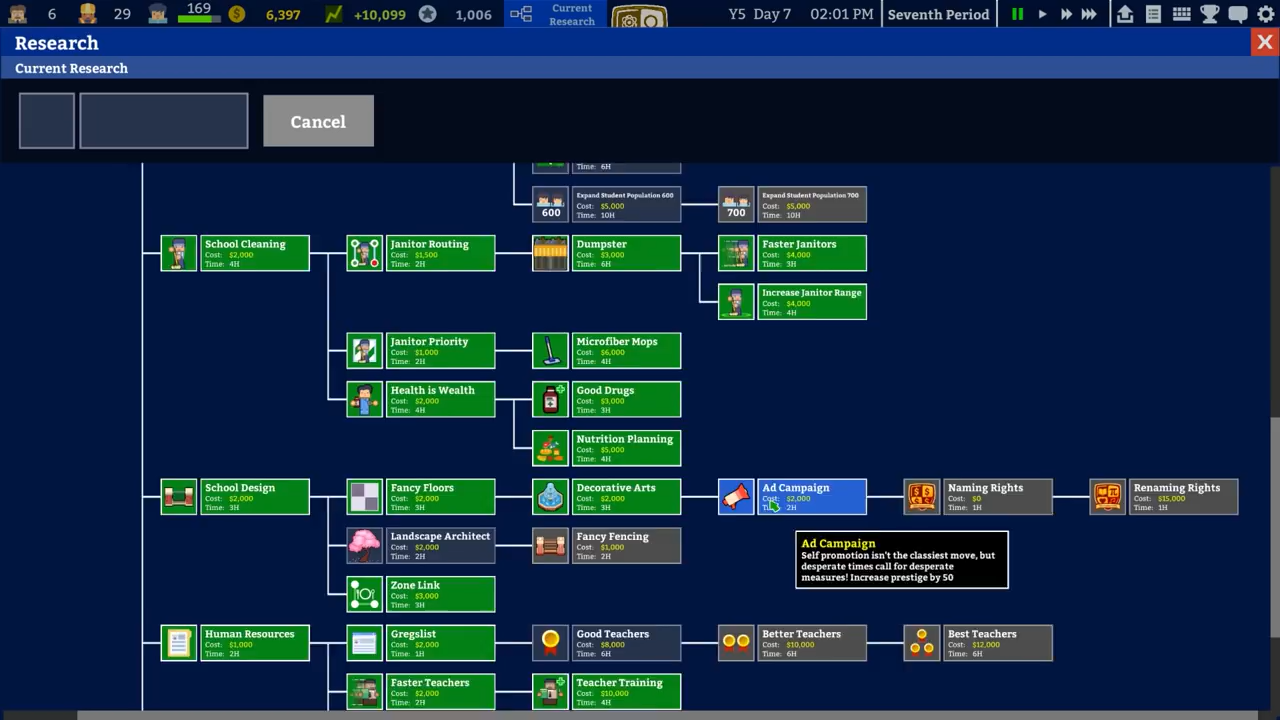 6 29 169 6,397 +10,099 1,006 Current Research Y5 Day 7 02:01 PM Seventh Period
Research X
Current Research
Cancel
Time: 6H
600 Expand Student Population 600 Cost: $5,000 Time: 10H
700 Expand Student Population 700 Cost: $5,000 Time: 10H
School Cleaning Cost: $2,000 Time: 4H
Janitor Routing Cost: $1,500 Time: 2H
Dumpster Cost: $3,000 Time: 6H
Faster Janitors Cost: $4,000 Time: 3H
Increase Janitor Range Cost: $4,000 Time: 4H
Janitor Priority Cost: $1,000 Time: 2H
Microfiber Mops Cost: $6,000 Time: 4H
Health is Wealth Cost: $2,000 Time: 4H
Good Drugs Cost: $3,000 Time: 3H
Nutrition Planning Cost: $5,000 Time: 4H
School Design Cost: $2,000 Time: 3H
Fancy Floors Cost: $2,000 Time: 3H
Decorative Arts Cost: $2,000 Time: 3H
Ad Campaign Cost: $2,000 2H
Naming Rights Cost: $0 Time: 1H
Renaming Rights Cost: $15,000 Time: 1H
Landscape Architect Cost: $2,000 Time: 2H
Fancy Fencing Cost: $1,000 Time: 2H
Ad Campaign
Self promotion isn't the classiest move, but
desperate times call for desperate
measures! Increase prestige by 50
Zone Link Cost: $3,000 Time: 3H
Human Resources Cost: $1,000 Time: 2H
Gregslist Cost: $2,000 Time: 1H
Good Teachers Cost: $8,000 Time: 6H
Better Teachers Cost: $10,000 Time: 6H
Best Teachers Cost: $12,000 Time: 6H
Faster Teachers Cost: $2,000 Time: 2H
Teacher Training Cost: $10,000 Time: 4H